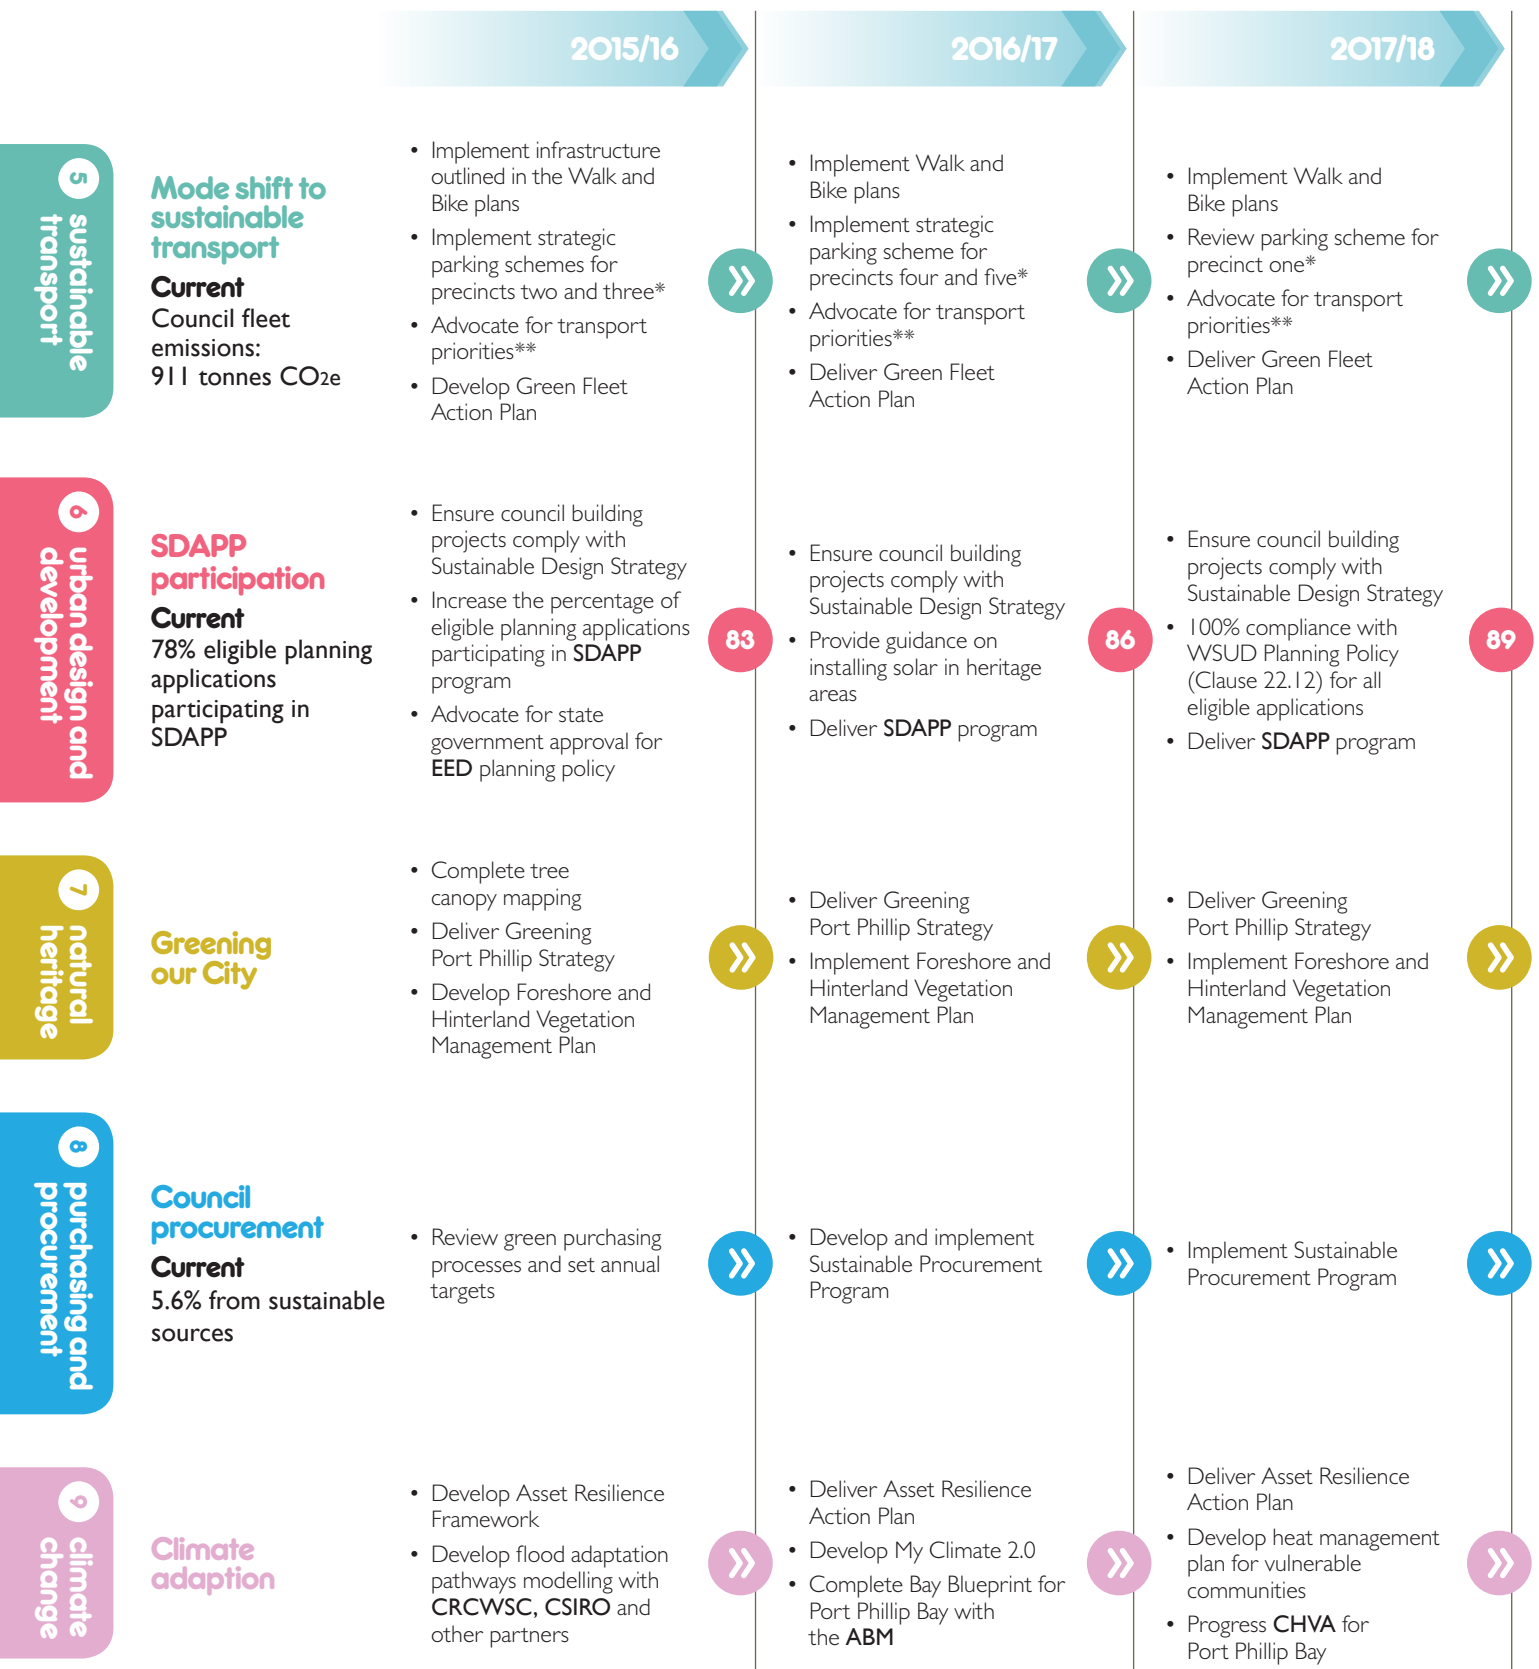 2015/16
2016/17
2017/18
5
sustainable
transport
Mode shift to
sustainable
transport
Current
Council fleet
emissions:
911 tonnes CO2e
• Implement infrastructure
outlined in the Walk and
Bike plans
• Implement strategic
parking schemes for
precincts two and three*
• Advocate for transport
priorities**
• Develop Green Fleet
Action Plan
• Implement Walk and
Bike plans
• Implement strategic
parking scheme for
precincts four and five*
• Advocate for transport
priorities**
• Deliver Green Fleet
Action Plan
• Implement Walk and
Bike plans
• Review parking scheme for
precinct one*
• Advocate for transport
priorities**
• Deliver Green Fleet
Action Plan
6
urban design and
development
SDAPP
participation
Current
78% eligible planning
applications
participating in
SDAPP
• Ensure council building
projects comply with
Sustainable Design Strategy
• Increase the percentage of
eligible planning applications
participating in SDAPP
program
• Advocate for state
government approval for
EED planning policy
83
• Ensure council building
projects comply with
Sustainable Design Strategy
• Provide guidance on
installing solar in heritage
areas
• Deliver SDAPP program
86
• Ensure council building
projects comply with
Sustainable Design Strategy
• 100% compliance with
WSUD Planning Policy
(Clause 22.12) for all
eligible applications
• Deliver SDAPP program
89
7
natural
heritage
Greening
our City
• Complete tree
canopy mapping
• Deliver Greening
Port Phillip Strategy
• Develop Foreshore and
Hinterland Vegetation
Management Plan
• Deliver Greening
Port Phillip Strategy
• Implement Foreshore and
Hinterland Vegetation
Management Plan
• Deliver Greening
Port Phillip Strategy
• Implement Foreshore and
Hinterland Vegetation
Management Plan
8
purchasing and
procurement
Council
procurement
Current
5.6% from sustainable
sources
• Review green purchasing
processes and set annual
targets
• Develop and implement
Sustainable Procurement
Program
• Implement Sustainable
Procurement Program
9
climate
change
Climate
adaption
• Develop Asset Resilience
Framework
• Develop flood adaptation
pathways modelling with
CRCWSC, CSIRO and
other partners
• Deliver Asset Resilience
Action Plan
• Develop My Climate 2.0
• Complete Bay Blueprint for
Port Phillip Bay with
the ABM
• Deliver Asset Resilience
Action Plan
• Develop heat management
plan for vulnerable
communities
• Progress CHVA for
Port Phillip Bay